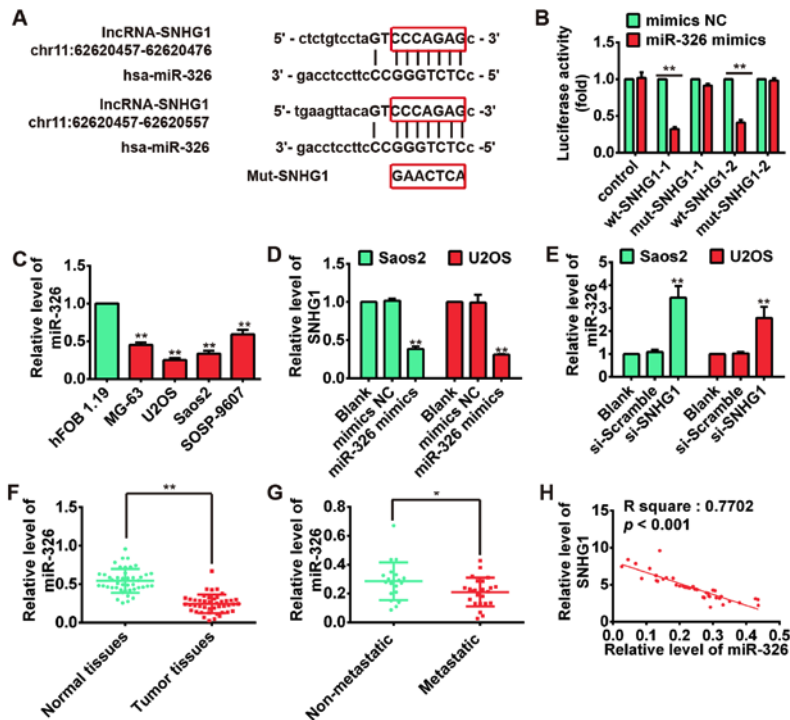 A
lncRNA-SNHG1
chr11:62620457-62620476
5' - ctctgtcctaGTCCCAGAGc - 3'
hsa-miR-326
3'- gacctccttcCCGGGTCTCc -5'
lncRNA-SNHG1
chr11:62620457-62620557
5' - tgaagttacaGTCCCAGAGc -3'
hsa-miR-326
3'- gacctccttcCCGGGTCTCc -5'
Mut-SNHG1
GAACTCA
B
mimics NC
miR-326 mimics
Luciferase activity
(fold)
1.5
1.0
0.5
0.0
**
**
control
wt-SNHG1-1
mut-SNHG1-1
wt-SNHG1-2
mut-SNHG1-2
C
Relative level of
miR-326
1.5
1.0
0.5
0.0
**
**
**
**
hFOB 1.19
MG-63
U2OS
Saos2
SOSP-9607
D
Saos2
U2OS
Relative level of
SNHG1
1.5
1.0
0.5
0.0
**
**
Blank
mimics NC
miR-326 mimics
Blank
mimics NC
miR-326 mimics
E
Saos2
U2OS
Relative level of
miR-326
5
4
3
2
1
0
**
**
Blank
si-Scramble
si-SNHG1
Blank
si-Scramble
si-SNHG1
F
Relative level of
miR-326
1.5
1.0
0.5
0.0
**
Normal tissues
Tumor tissues
G
Relative level of
miR-326
0.8
0.6
0.4
0.2
0.0
*
Non-metastatic
Metastatic
H
R square : 0.7702
p < 0.001
Relative level of
SNHG1
15
10
5
0
0.0 0.1 0.2 0.3 0.4 0.5
Relative level of miR-326